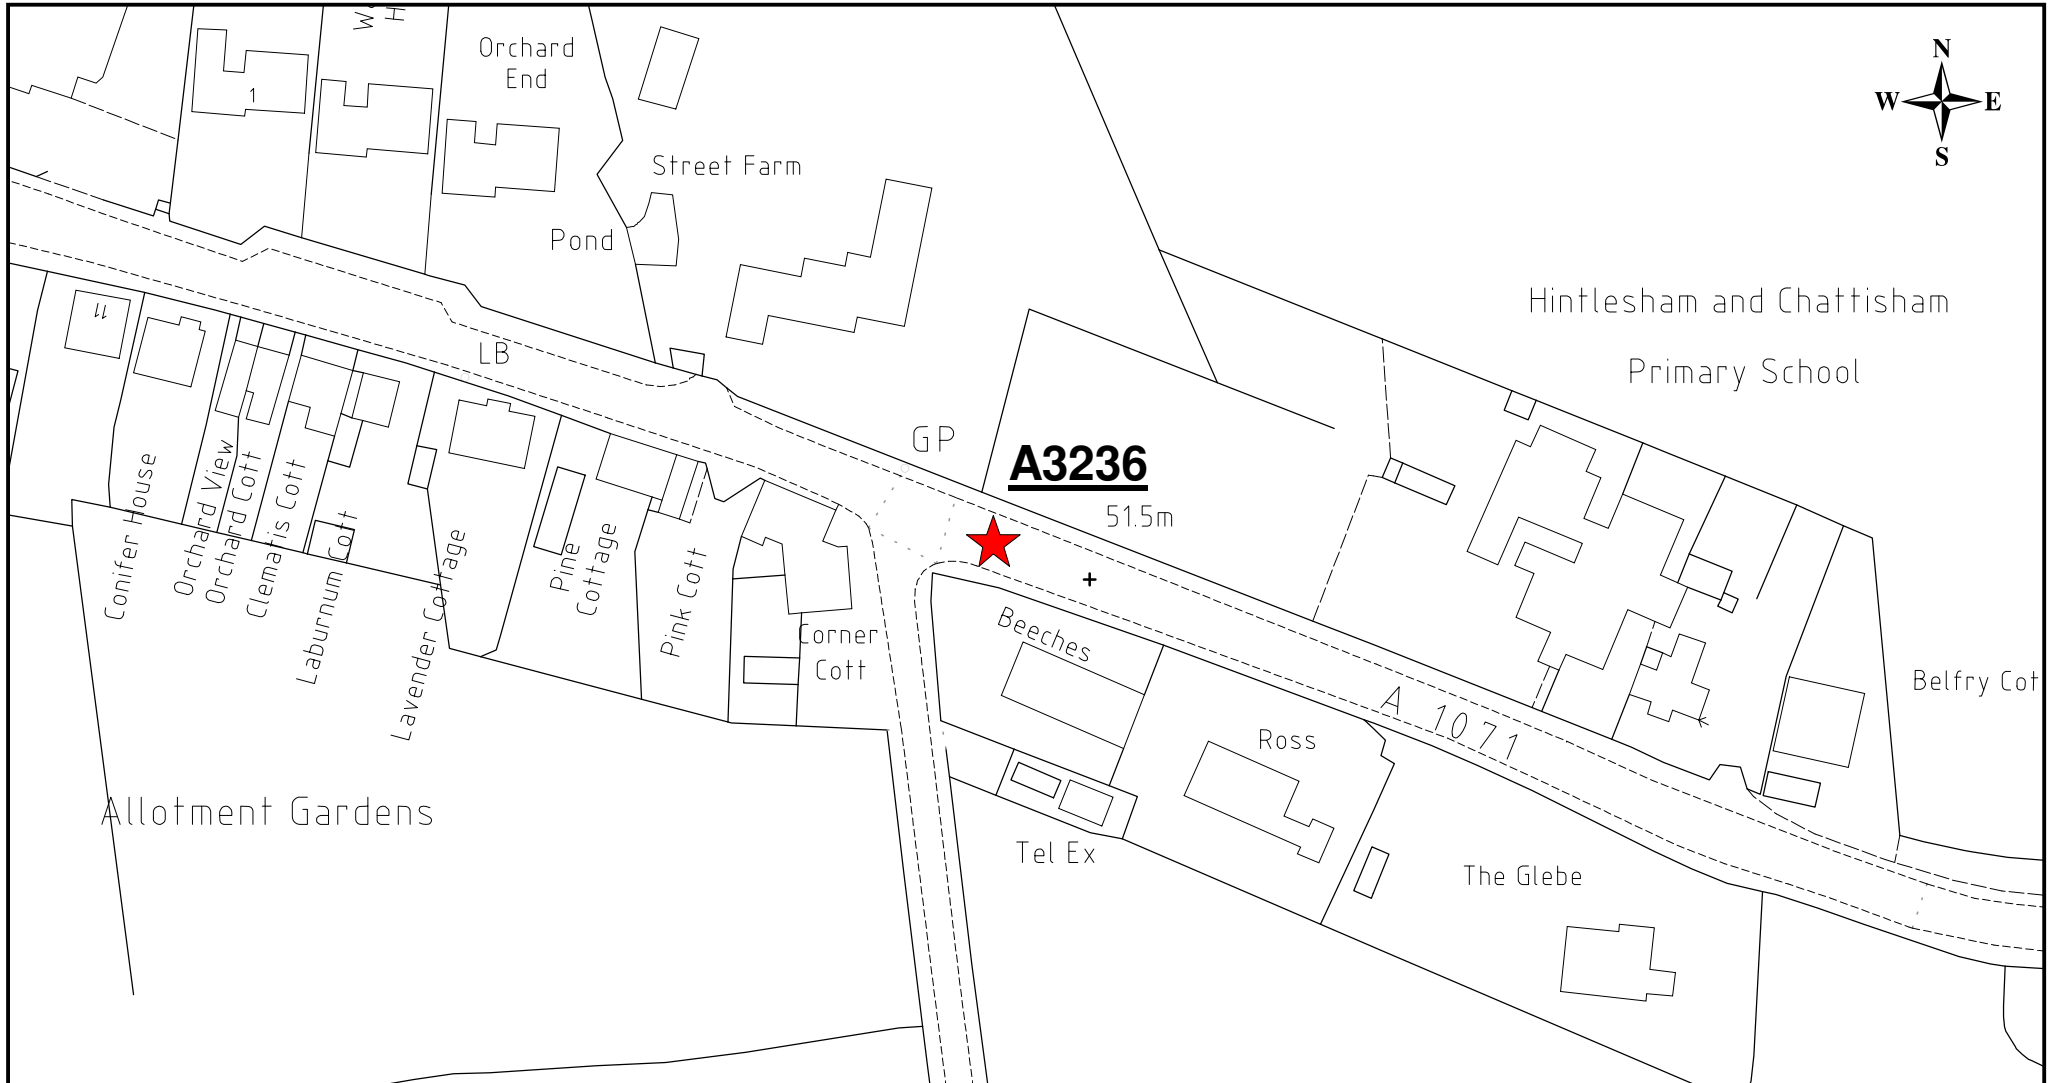 Orchard
End
N
W
E
S
1
Street Farm
Pond
Hintlesham and Chattisham
Primary School
11
LB
GP
A3236
51.5m
Conifer House
Orchard View
Orchard Cott
Clematis Cott
Laburnum Cott
Lavender Cottage
Pine
Cottage
Pink Cott
Corner
Cott
Beeches
A 1071
Ross
Belfry Cot
Allotment Gardens
Tel Ex
The Glebe